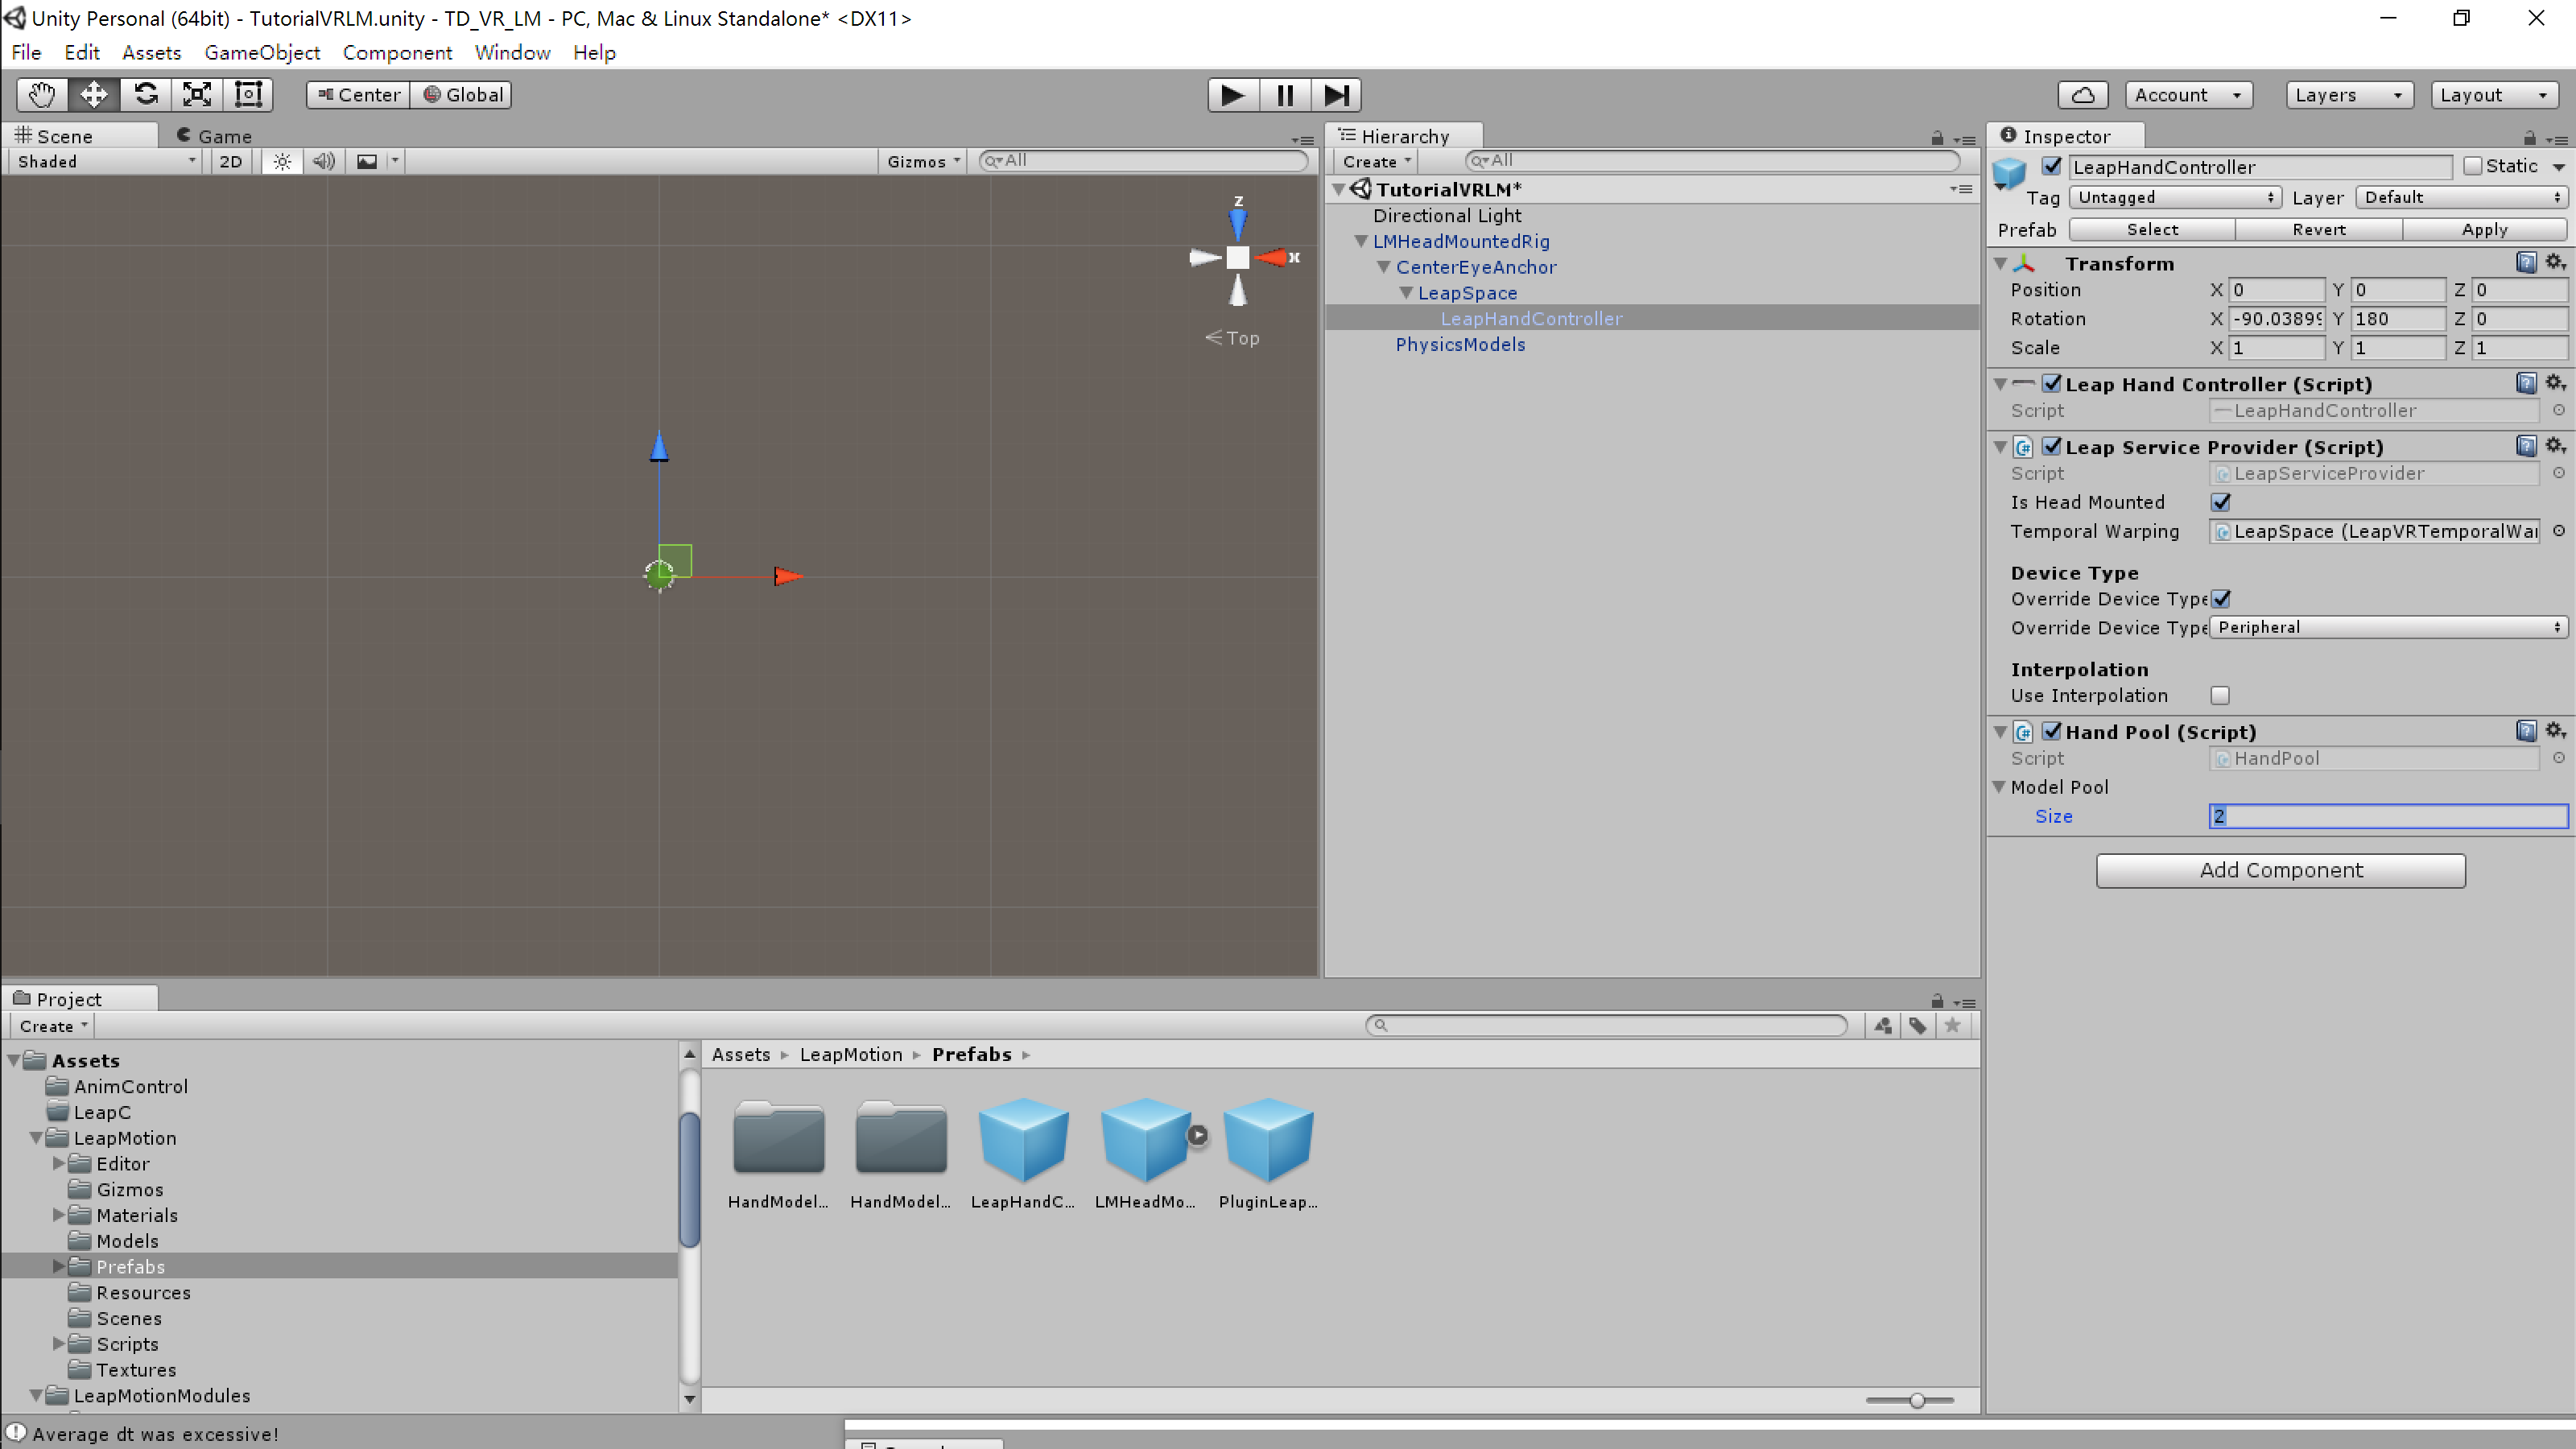 Unity Personal (64bit) - TutorialVRLM.unity - TD_VR_LM - PC, Mac & Linux Standalone* <DX11>
File Edit Assets GameObject Component Window Help
Center Global Account Layers Layout
Scene Game
Shaded 2D Gizmos All
z
x
Top
Hierarchy
Create All
TutorialVRLM*
Directional Light
LMHeadMountedRig
CenterEyeAnchor
LeapSpace
LeapHandController
PhysicsModels
Inspector
LeapHandController Static
Tag Untagged Layer Default
Prefab Select Revert Apply
Transform
Position X 0 Y 0 Z 0
Rotation X -90.03899 Y 180 Z 0
Scale X 1 Y 1 Z 1
Leap Hand Controller (Script)
Script LeapHandController
Leap Service Provider (Script)
Script LeapServiceProvider
Is Head Mounted
Temporal Warping LeapSpace (LeapVRTemporalWar
Device Type
Override Device Type
Override Device Type Peripheral
Interpolation
Use Interpolation
Hand Pool (Script)
Script HandPool
Model Pool
Size 2
Add Component
Project
Create
Assets
AnimControl
LeapC
LeapMotion
Editor
Gizmos
Materials
Models
Prefabs
Resources
Scenes
Scripts
Textures
LeapMotionModules
Assets LeapMotion Prefabs
HandModel... HandModel... LeapHandC... LMHeadMo... PluginLeap...
Average dt was excessive!